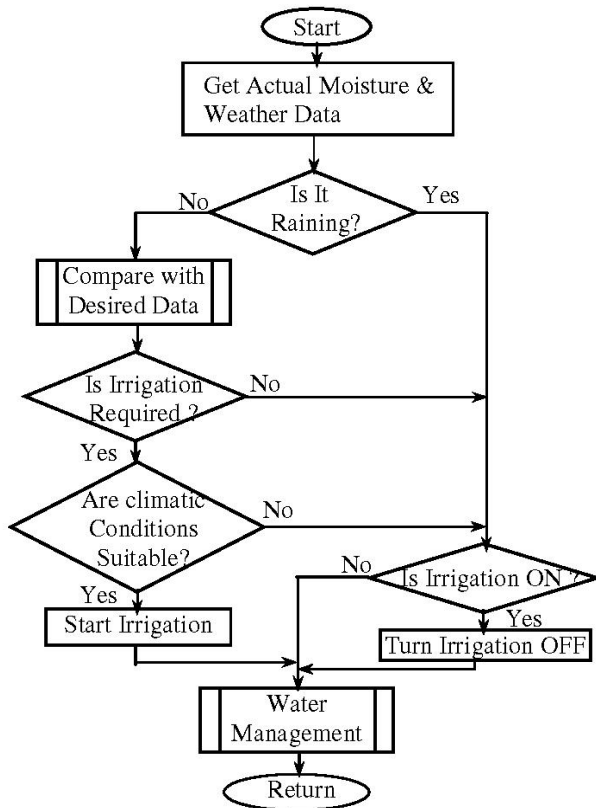 Start
Get Actual Moisture &
Weather Data
Is It
Raining?
No
Yes
Compare with
Desired Data
Is Irrigation
Required ?
No
Yes
Are climatic
Conditions
Suitable?
No
Yes
Start Irrigation
Is Irrigation ON ?
No
Yes
Turn Irrigation OFF
Water
Management
Return